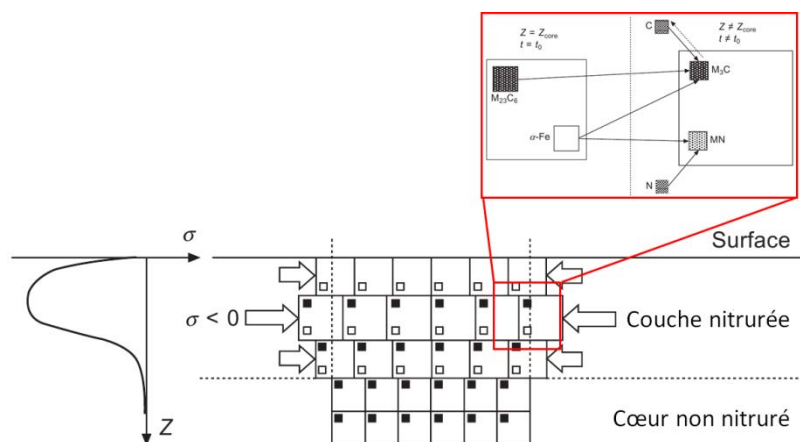 Z = Zcore
t = t0
M23C6
α-Fe
C
Z ≠ Zcore
t ≠ t0
M3C
MN
N
σ
Surface
σ < 0
Couche nitrurée
Z
Cœur non nitruré